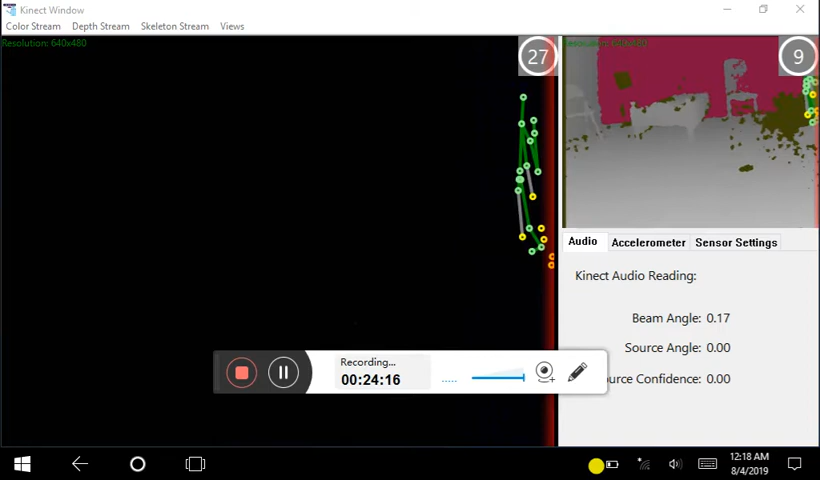 Kinect Window
Color Stream Depth Stream Skeleton Stream Views
Resolution: 640x480
27
9
Audio Accelerometer Sensor Settings
Kinect Audio Reading:
Beam Angle: 0.17
Source Angle: 0.00
ource Confidence: 0.00
Recording...
00:24:16
12:18 AM
8/4/2019